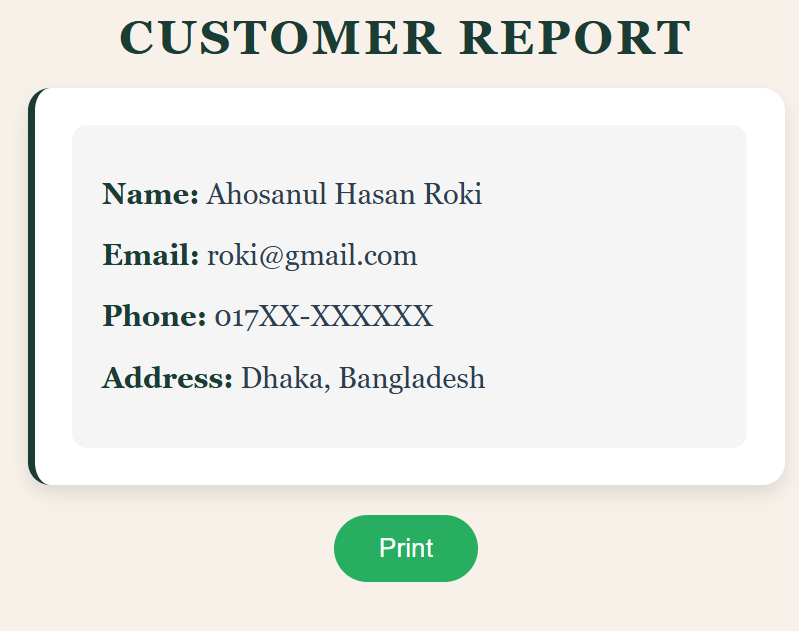 CUSTOMER REPORT
Name: Ahosanul Hasan Roki
Email: roki@gmail.com
Phone: 017XX-XXXXXX
Address: Dhaka, Bangladesh
Print